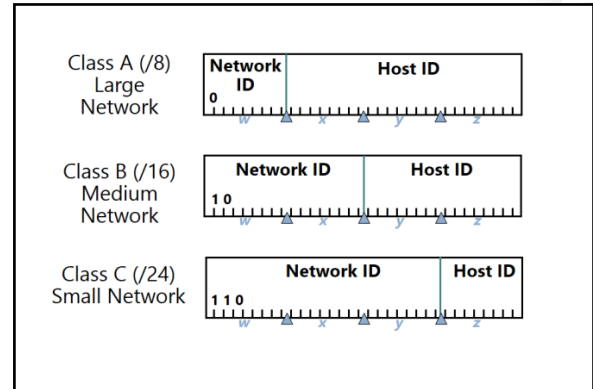 Class A (/8)
Large
Network
Network
ID
Host ID
0
w x y z
Class B (/16)
Medium
Network
Network ID
Host ID
1 0
w x y z
Class C (/24)
Small Network
Network ID
Host ID
1 1 0
w x y z